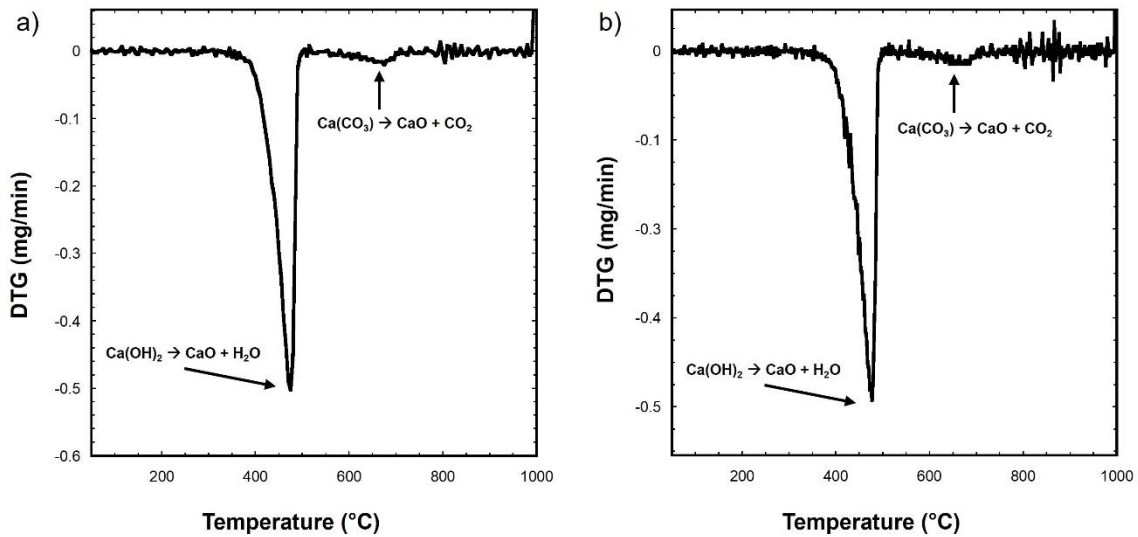 a)
0
-0.1
-0.2
-0.3
-0.4
-0.5
-0.6
DTG (mg/min)
Ca(CO₃) → CaO + CO₂
Ca(OH)₂ → CaO + H₂O
200 400 600 800 1000
Temperature (°C)
b)
0
-0.1
-0.2
-0.3
-0.4
-0.5
DTG (mg/min)
Ca(CO₃) → CaO + CO₂
Ca(OH)₂ → CaO + H₂O
200 400 600 800 1000
Temperature (°C)